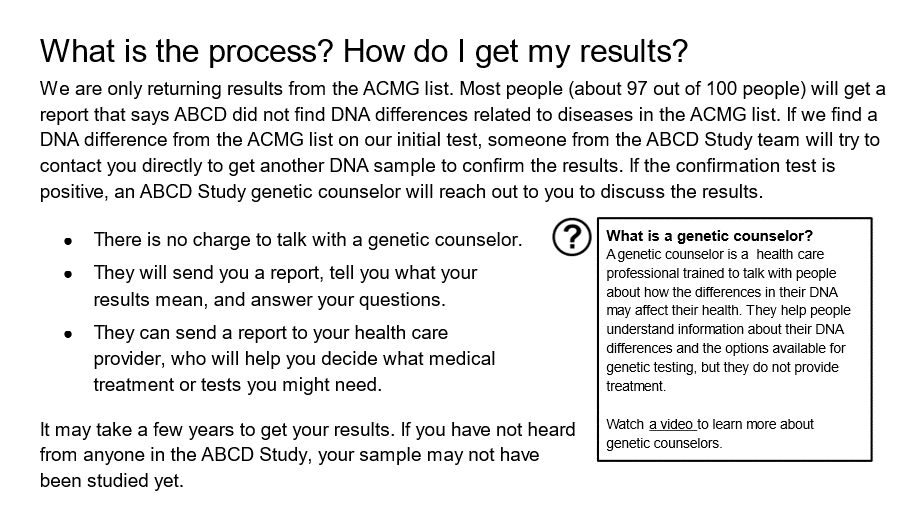 What is the process? How do I get my results?
We are only returning results from the ACMG list. Most people (about 97 out of 100 people) will get a
report that says ABCD did not find DNA differences related to diseases in the ACMG list. If we find a
DNA difference from the ACMG list on our initial test, someone from the ABCD Study team will try to
contact you directly to get another DNA sample to confirm the results. If the confirmation test is
positive, an ABCD Study genetic counselor will reach out to you to discuss the results.
● There is no charge to talk with a genetic counselor.
● They will send you a report, tell you what your
results mean, and answer your questions.
● They can send a report to your health care
provider, who will help you decide what medical
treatment or tests you might need.
It may take a few years to get your results. If you have not heard
from anyone in the ABCD Study, your sample may not have
been studied yet.
?
What is a genetic counselor?
A genetic counselor is a health care
professional trained to talk with people
about how the differences in their DNA
may affect their health. They help people
understand information about their DNA
differences and the options available for
genetic testing, but they do not provide
treatment.
Watch a video to learn more about
genetic counselors.